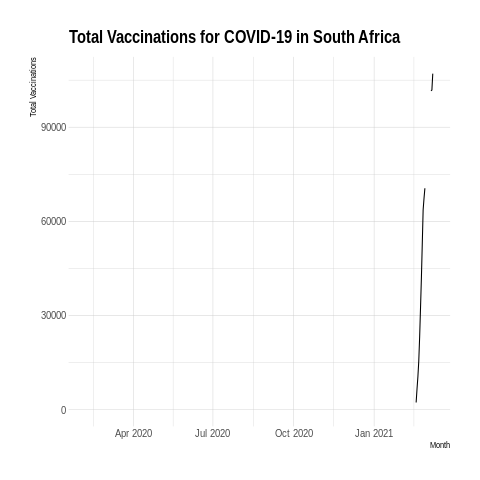 Total Vaccinations for COVID-19 in South Africa
Total Vaccinations
90000
60000
30000
0
Apr 2020 Jul 2020 Oct 2020 Jan 2021
Month